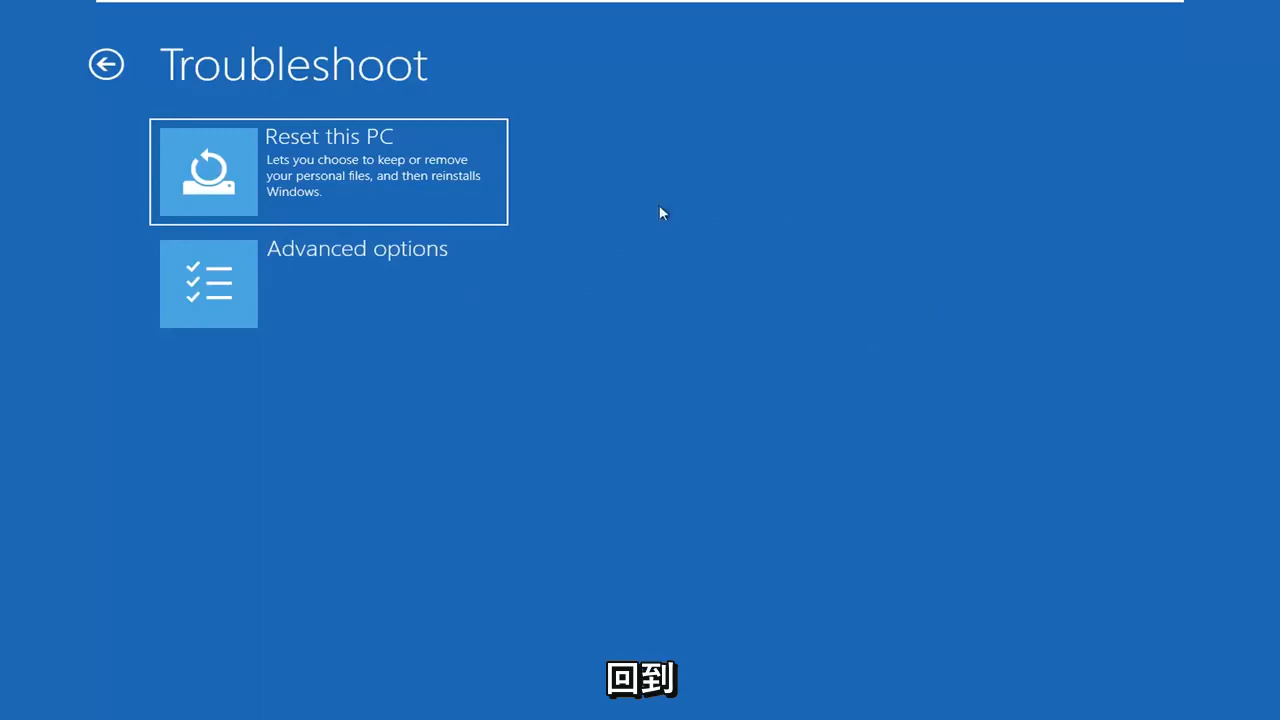 Troubleshoot
Reset this PC
Lets you choose to keep or remove
your personal files, and then reinstalls
Windows.
Advanced options
回到